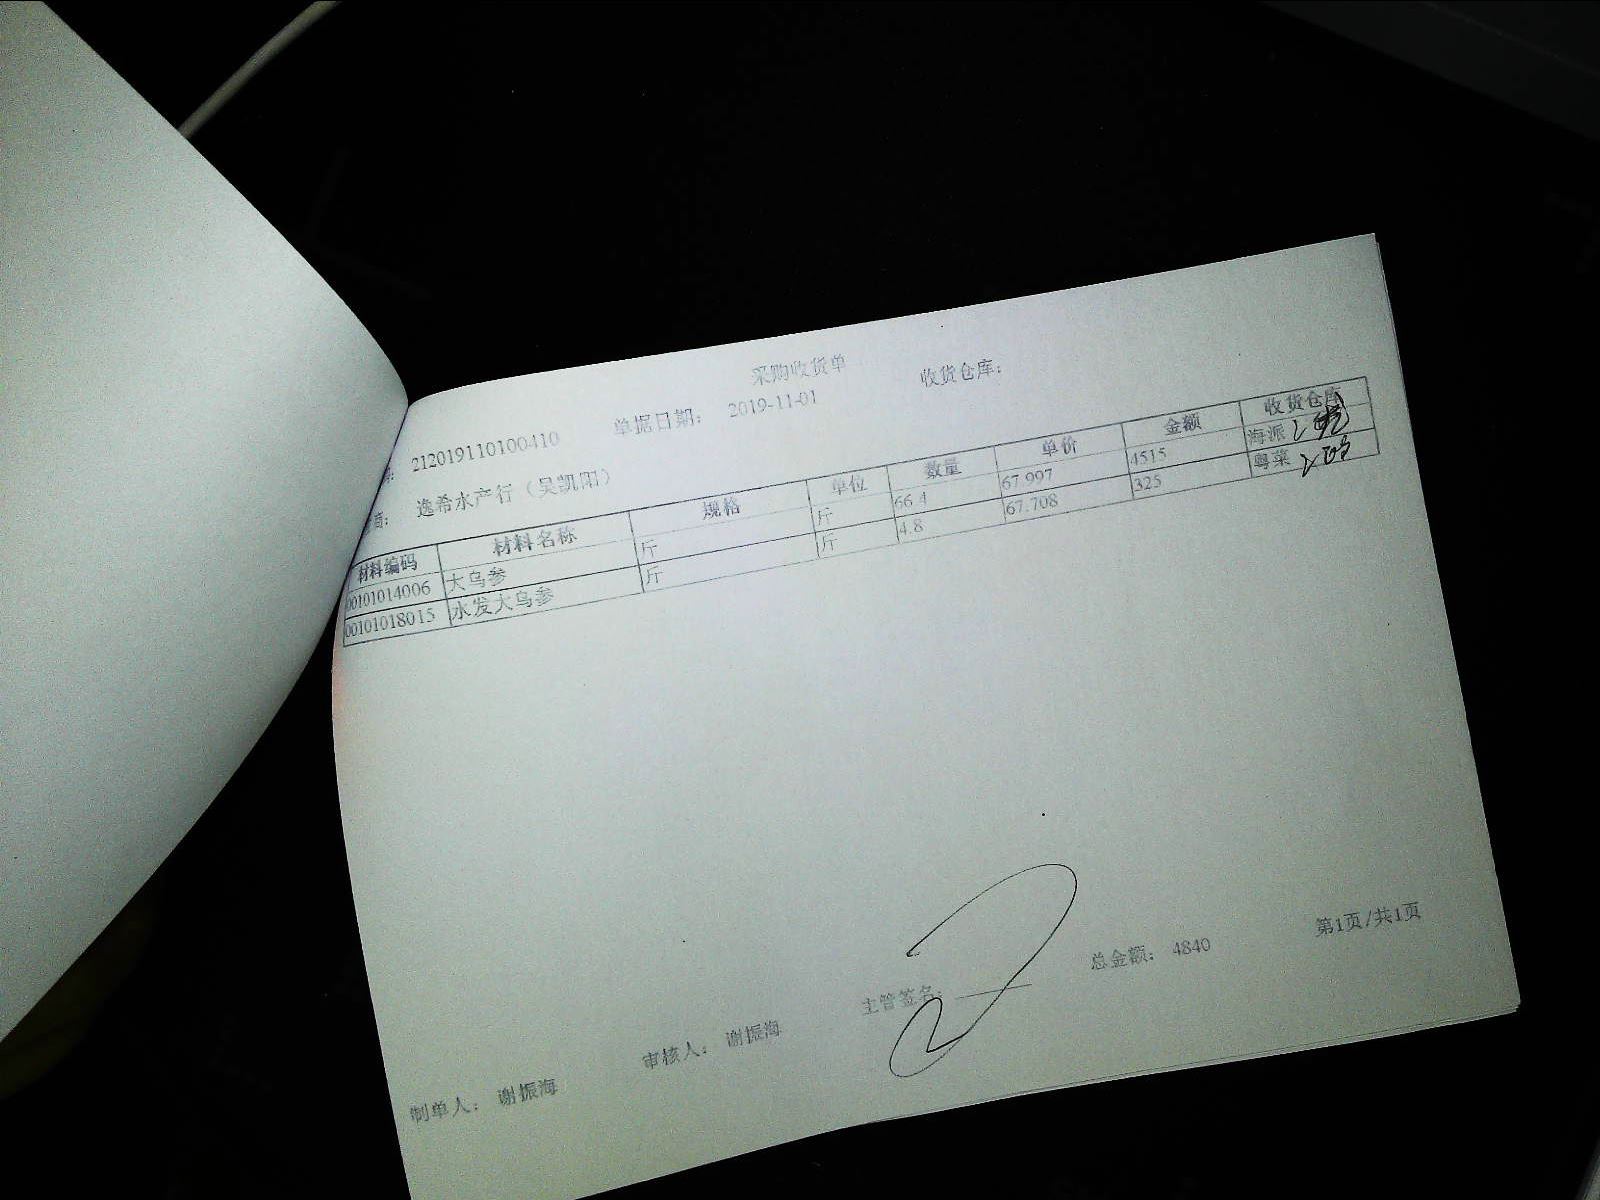 采购收货单
212019110100410 单据日期: 2019-11-01 收货仓库:
商: 逸希水产行（吴凯阳）
材料编码 材料名称 规格 单位 数量 单价 金额 收货仓库
00101014006 大乌参 斤 斤 66.4 67.997 4515 海派
00101018015 水发大乌参 斤 斤 4.8 67.708 325 粤菜
制单人: 谢振海 审核人: 谢振海 主管签名: 总金额: 4840 第1页/共1页